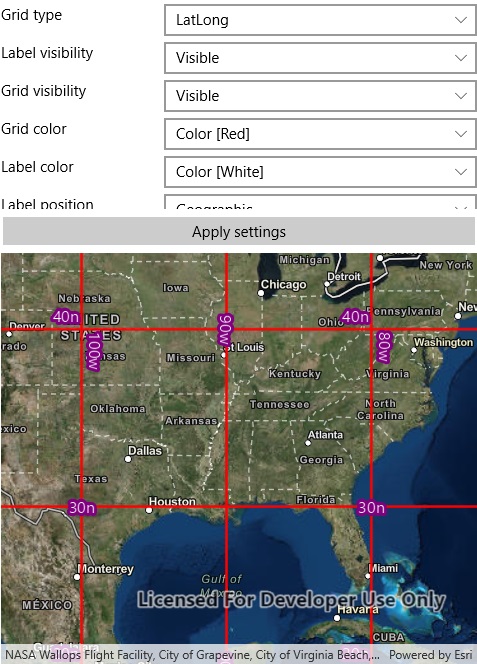 Grid type
LatLong
Label visibility
Visible
Grid visibility
Visible
Grid color
Color [Red]
Label color
Color [White]
Label position
Geographic
Apply settings
Michigan
New York
Detroit
Iowa
Chicago
Nebraska
40n
40n
Pennsylvania
New
UNITED
STATES
Ohio
Denver
90w
100w
80w
St Louis
Washington
rado
nsas
Missouri
Kentucky
Virginia
Oklahoma
Arkansas
Tennessee
North
Carolina
exico
Atlanta
Dallas
Georgia
Texas
30n
Houston
Florida
30n
Monterrey
Miami
Gulf of
Mexico
MÉXICO
Licensed For Developer Use Only
Havana
CUBA
NASA Wallops Flight Facility, City of Grapevine, City of Virginia Beach,...
Powered by Esri